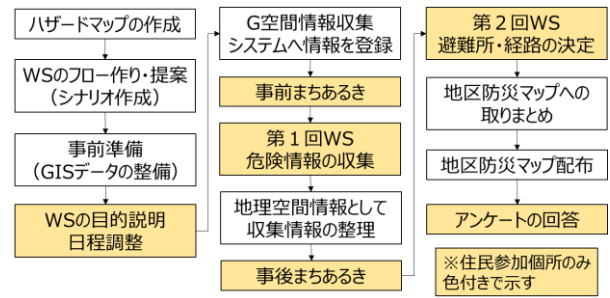 ハザードマップの作成
WSのフロー作り・提案
（シナリオ作成）
事前準備
（GISデータの整備）
WSの目的説明
日程調整
G空間情報収集
システムへ情報を登録
事前まちあるき
第１回WS
危険情報の収集
地理空間情報として
収集情報の整理
事後まちあるき
第２回WS
避難所・経路の決定
地区防災マップへの
取りまとめ
地区防災マップ配布
アンケートの回答
※住民参加個所のみ
色付きで示す